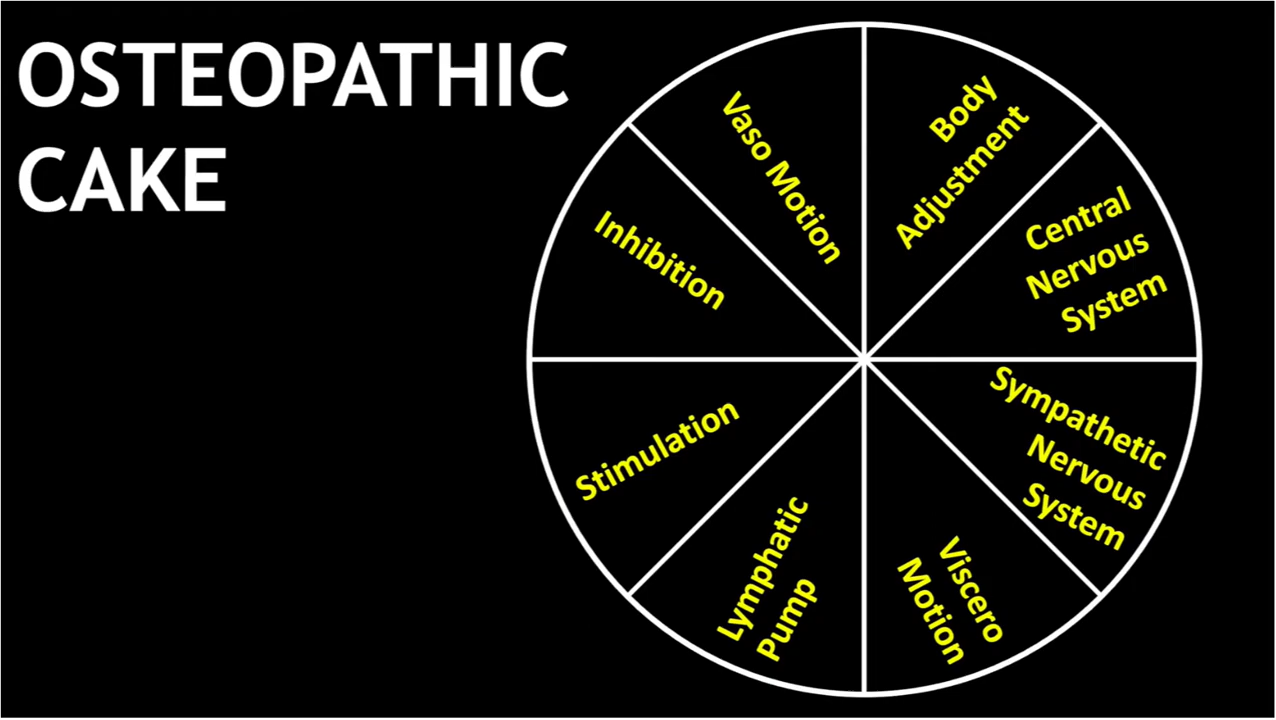 OSTEOPATHIC
CAKE
Body
Adjustment
Central
Nervous
System
Sympathetic
Nervous
System
Viscero
Motion
Lymphatic
Pump
Stimulation
Inhibition
Vaso Motion